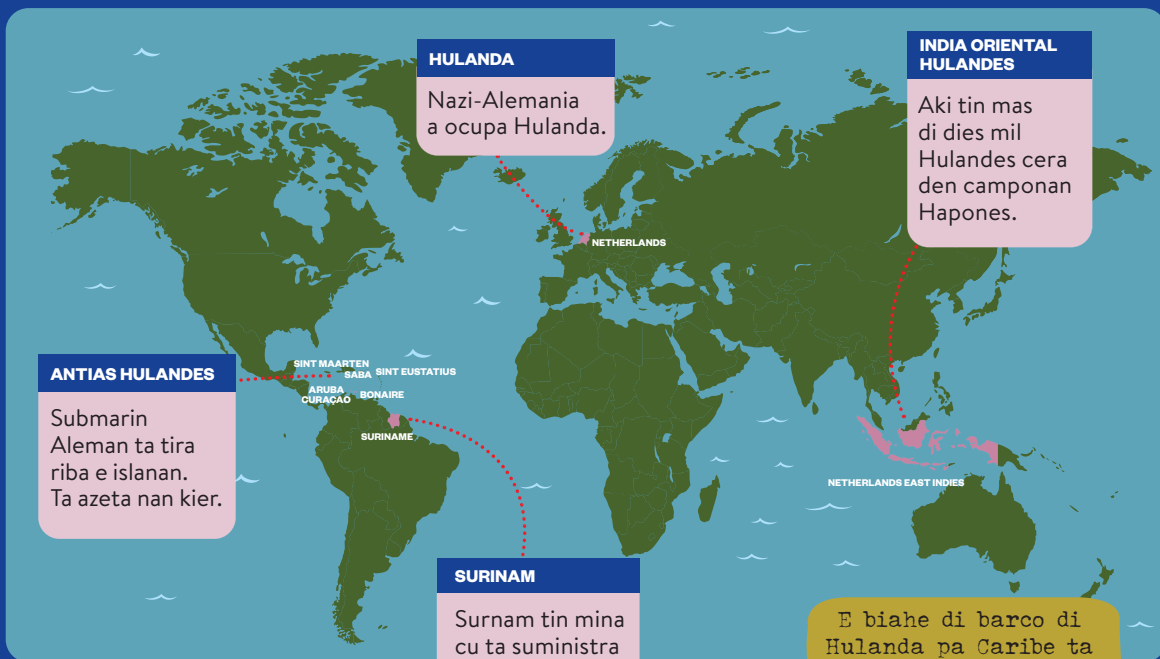 HULANDA
Nazi-Alemania
a ocupa Hulanda.
INDIA ORIENTAL
HULANDES
Aki tin mas
di dies mil
Hulandes cera
den camponan
Hapones.
NETHERLANDS
ANTIAS HULANDES
Submarin
Aleman ta tira
riba e islanan.
Ta azeta nan kier.
SINT MAARTEN
SABA
SINT EUSTATIUS
ARUBA
CURAÇAO
BONAIRE
SURINAME
NETHERLANDS EAST INDIES
SURINAM
Surnam tin mina
cu ta suministra
E biahe di barco di
Hulanda pa Caribe ta